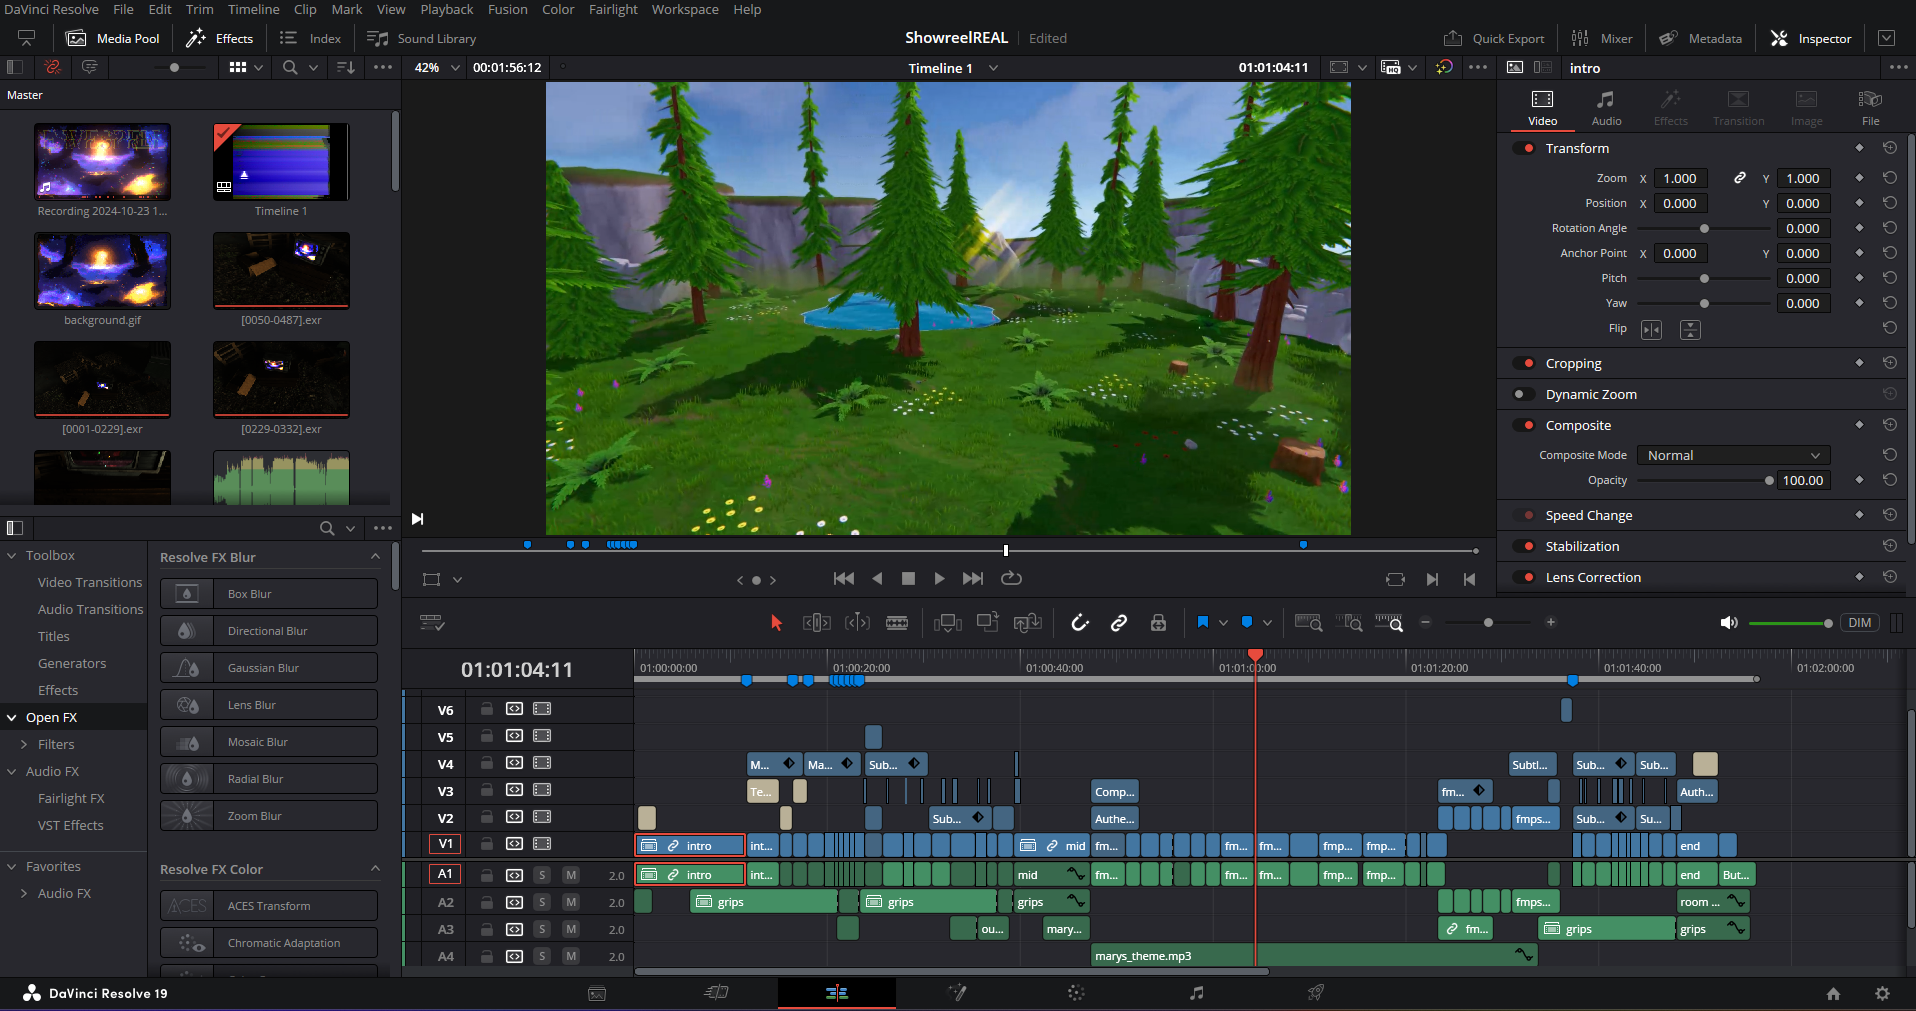 DaVinci Resolve File Edit Trim Timeline Clip Mark View Playback Fusion Color Fairlight Workspace Help
Media Pool Effects Index Sound Library ShowreelREAL Edited Quick Export Mixer Metadata Inspector
42% 00:01:56:12 Timeline 1 01:01:04:11 intro
Master
Video Audio Effects Transition Image File
Transform
Zoom X 1.000 Y 1.000
Position X 0.000 Y 0.000
Recording 2024-10-23 1... Timeline 1
Rotation Angle 0.000
Anchor Point X 0.000 Y 0.000
Pitch 0.000
Yaw 0.000
background.gif [0050-0487].exr
Flip
Cropping
Dynamic Zoom
Composite
[0001-0229].exr [0229-0332].exr
Composite Mode Normal
Opacity 100.00
Speed Change
Stabilization
Lens Correction
Toolbox
Video Transitions
Audio Transitions
Titles
Generators
Effects
Open FX
Filters
Audio FX
Fairlight FX
VST Effects
Favorites
Audio FX
Resolve FX Blur
Box Blur
Directional Blur
Gaussian Blur
Lens Blur
Mosaic Blur
Radial Blur
Zoom Blur
Resolve FX Color
ACES Transform
Chromatic Adaptation
DIM
01:01:04:11 01:00:00:00 01:00:20:00 01:00:40:00 01:01:00:00 01:01:20:00 01:01:40:00 01:02:00:00
V6
V5
V4 M... Ma... Sub... Subtl... Sub... Sub...
V3 Te... Comp... fm... Auth...
V2 Sub... Authe... fmps... Sub... Su...
V1 intro int... mid fm... fm... fm... fmp... fmp... end
A1 S M 2.0 intro int... mid fm... fm... fm... fmp... fmp... end But...
A2 S M 2.0 grips grips grips fmps... room ...
A3 S M 2.0 ou... mary... fm... grips grips
A4 S M 2.0 marys_theme.mp3
DaVinci Resolve 19